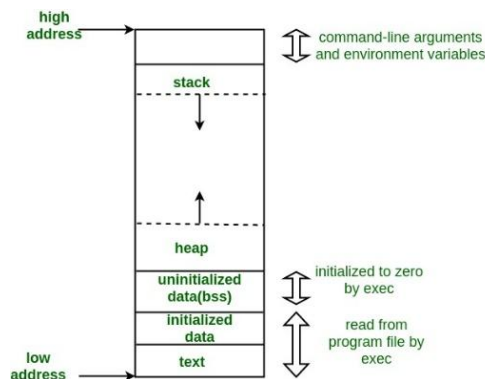 high
address
command-line arguments
and environment variables
stack
heap
uninitialized
data(bss)
initialized to zero
by exec
initialized
data
read from
program file by
exec
text
low
address